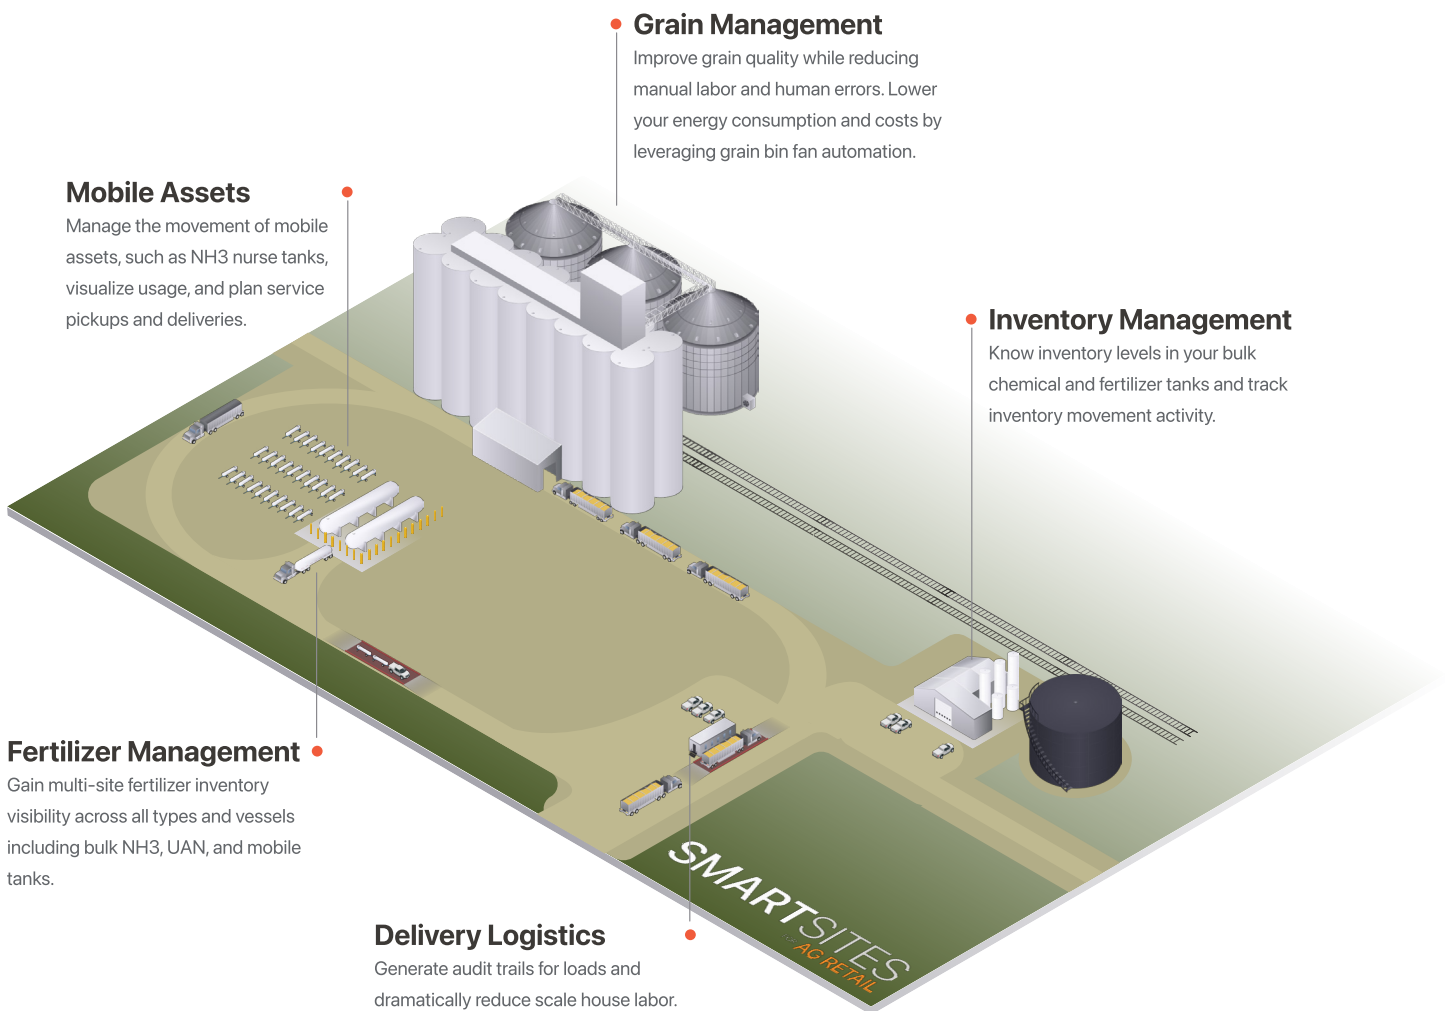 Grain Management
Improve grain quality while reducing
manual labor and human errors. Lower
your energy consumption and costs by
leveraging grain bin fan automation.
Mobile Assets
Manage the movement of mobile
assets, such as NH3 nurse tanks,
visualize usage, and plan service
pickups and deliveries.
Inventory Management
Know inventory levels in your bulk
chemical and fertilizer tanks and track
inventory movement activity.
Fertilizer Management
Gain multi-site fertilizer inventory
visibility across all types and vessels
including bulk NH3, UAN, and mobile
tanks.
Delivery Logistics
Generate audit trails for loads and
dramatically reduce scale house labor.
SMARTSITES
AG RETAIL